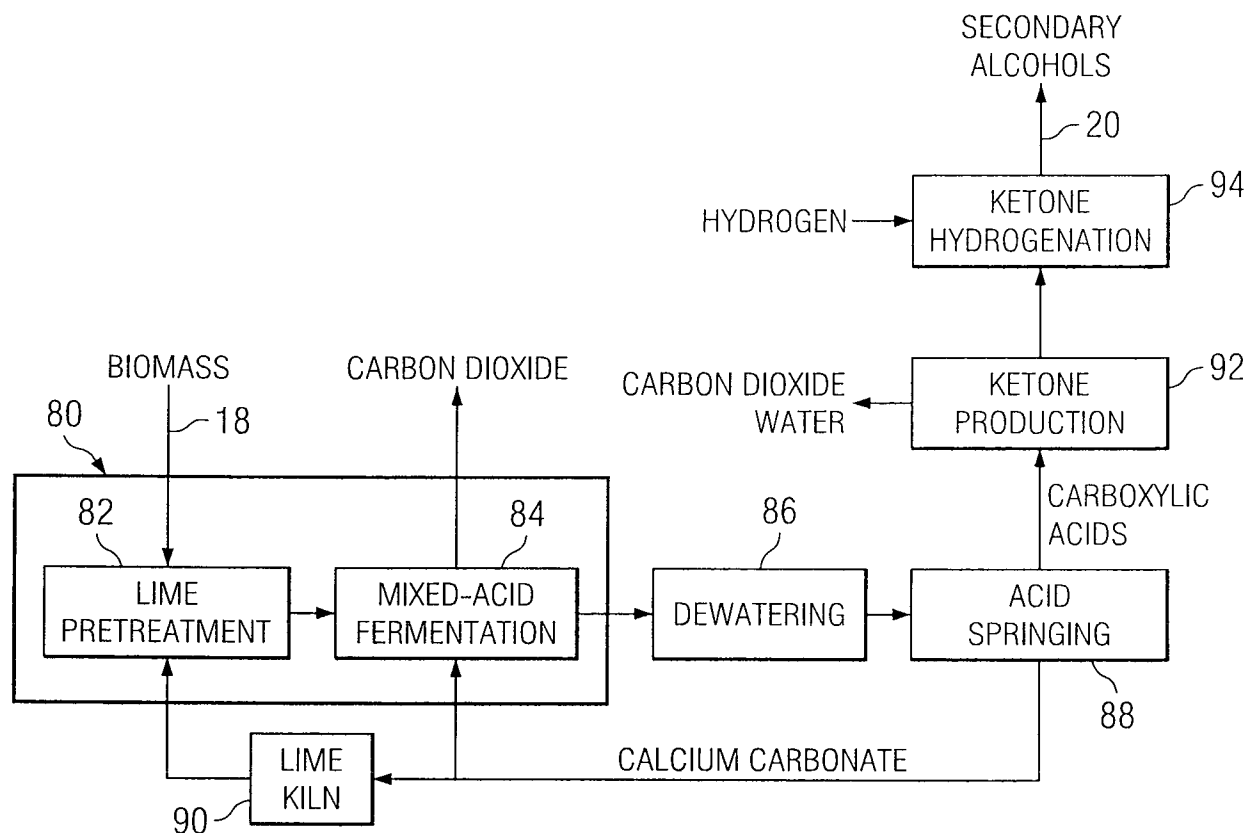 SECONDARY
ALCOHOLS
20
94
HYDROGEN
KETONE
HYDROGENATION
BIOMASS
CARBON DIOXIDE
CARBON DIOXIDE
WATER
KETONE
PRODUCTION
92
80
18
82
84
86
CARBOXYLIC
ACIDS
LIME
PRETREATMENT
MIXED-ACID
FERMENTATION
DEWATERING
ACID
SPRINGING
88
LIME
KILN
90
CALCIUM CARBONATE